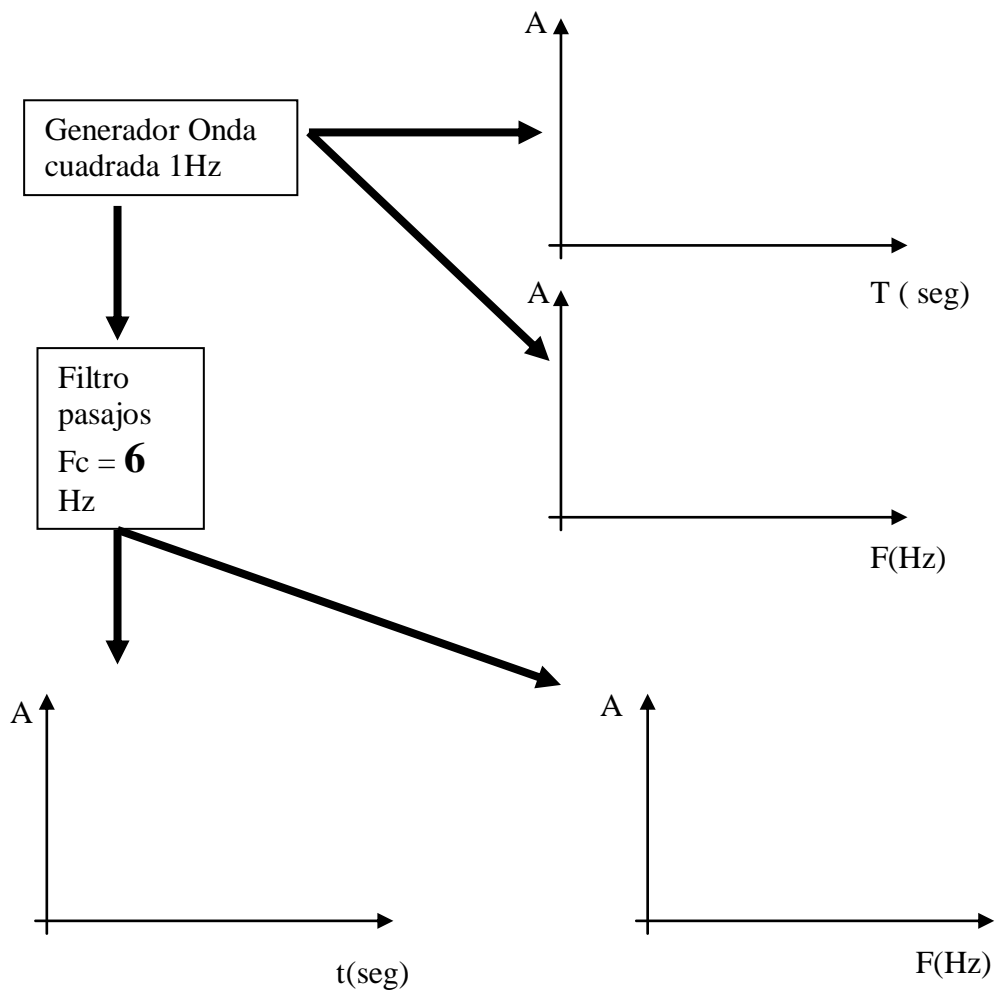 A
Generador Onda
cuadrada 1Hz
T ( seg)
A
Filtro
pasajos
Fc = 6
Hz
F(Hz)
A
t(seg)
A
F(Hz)